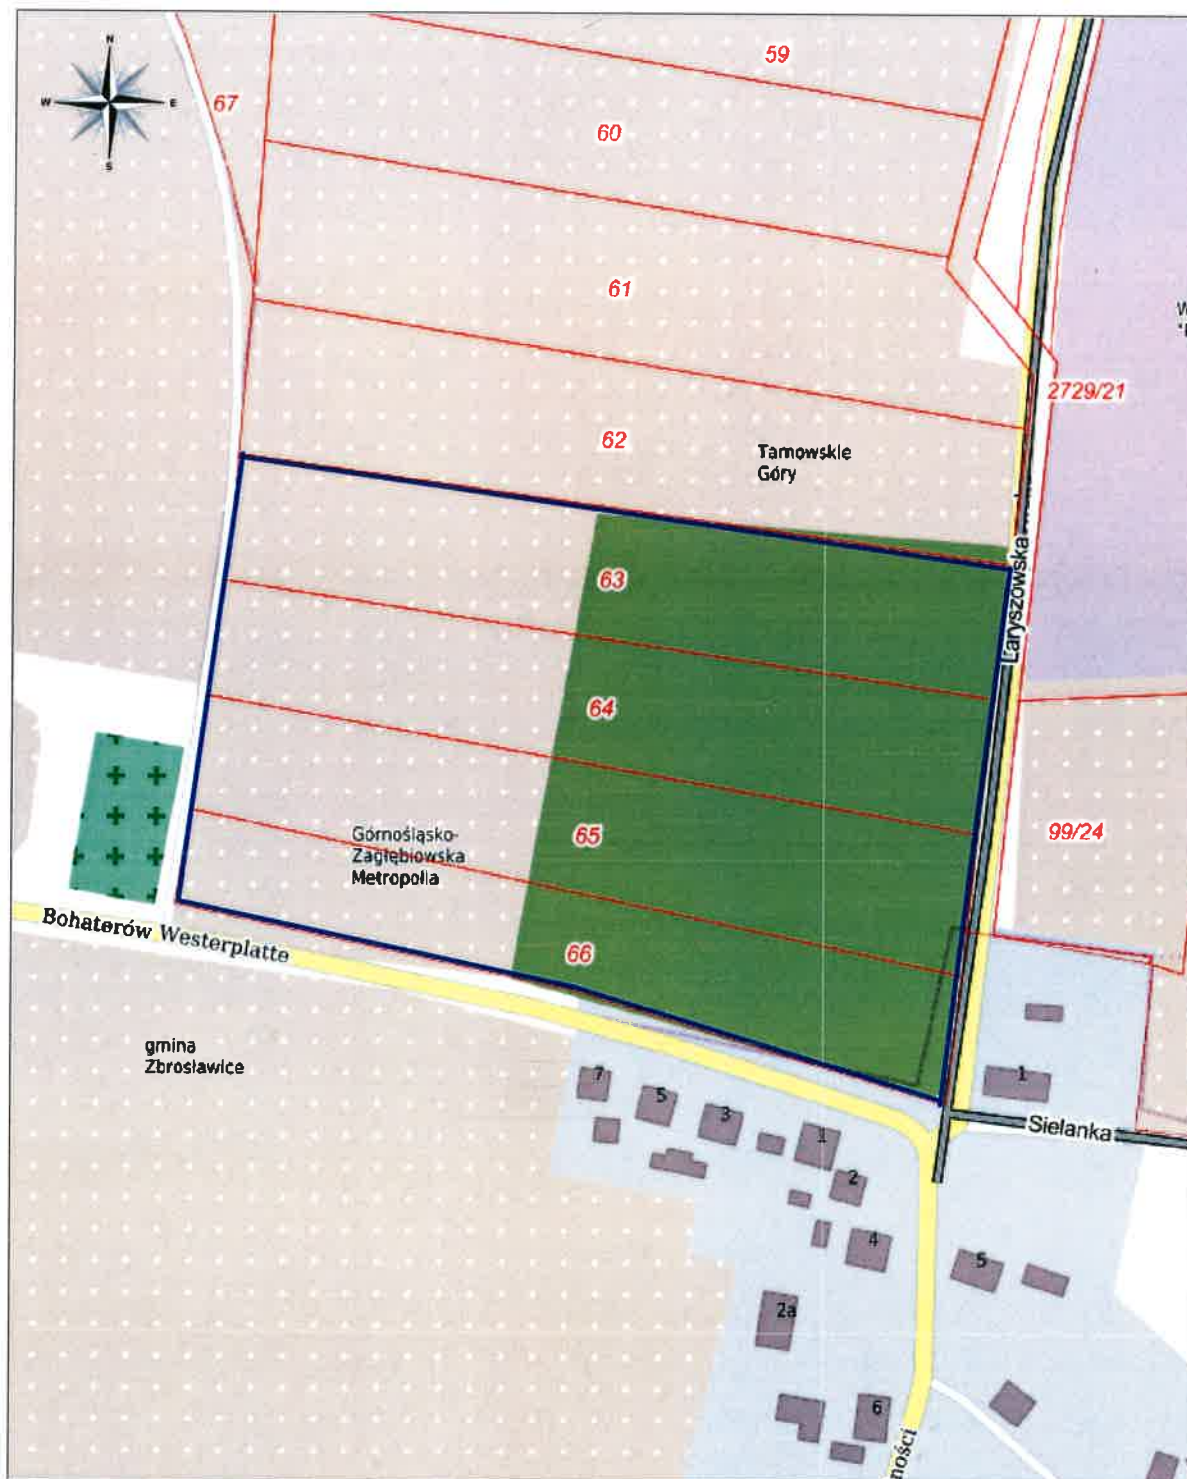 N
W
E
S
59
67
60
61
2729/21
62
Tarnowskie
Góry
Laryszowska
63
64
65
99/24
Górnośląsko-
Zagłębiowska
Metropolia
66
Bohaterów Westerplatte
gmina
Zbrosławice
7
5
3
1
1
2
Sielanka
4
5
2a
6
ności